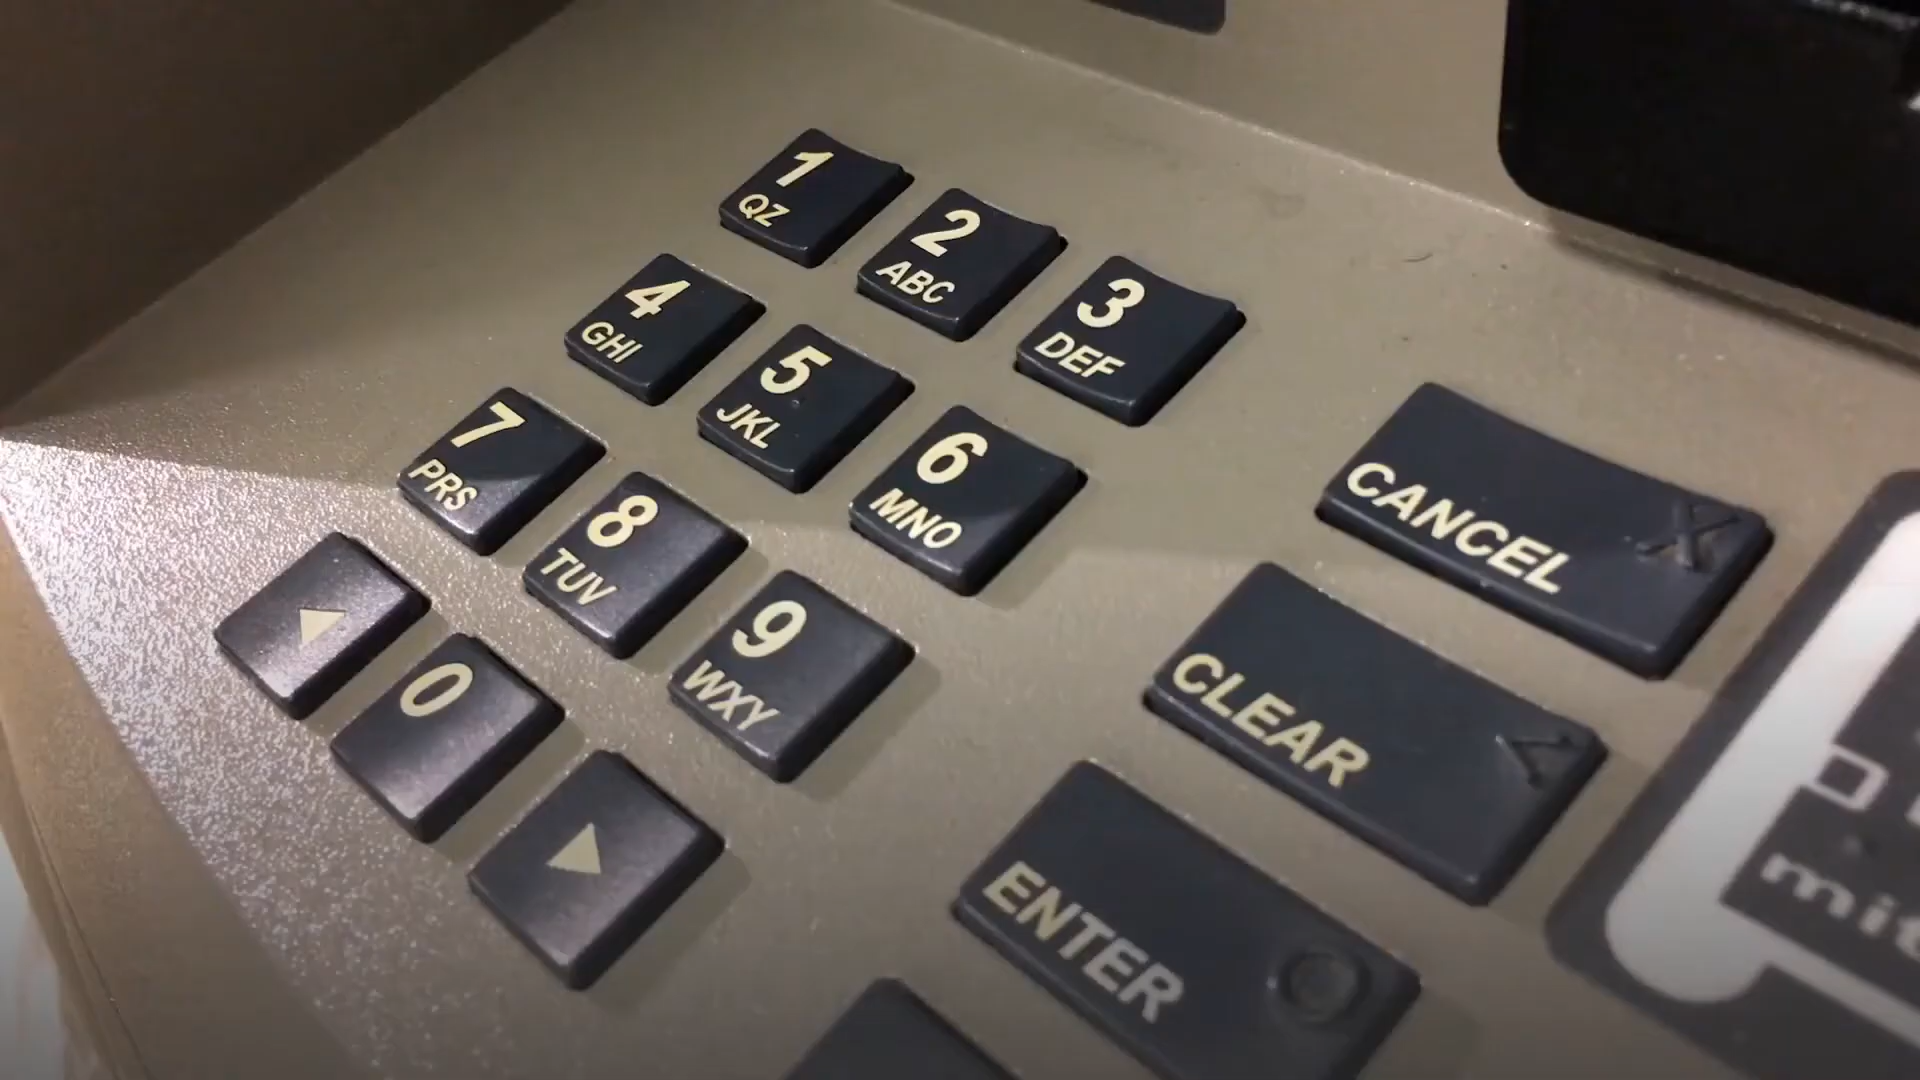 1
QZ
2
ABC
3
DEF
4
GHI
5
JKL
6
MNO
7
PRS
8
TUV
9
WXY
0
CANCEL
CLEAR
ENTER